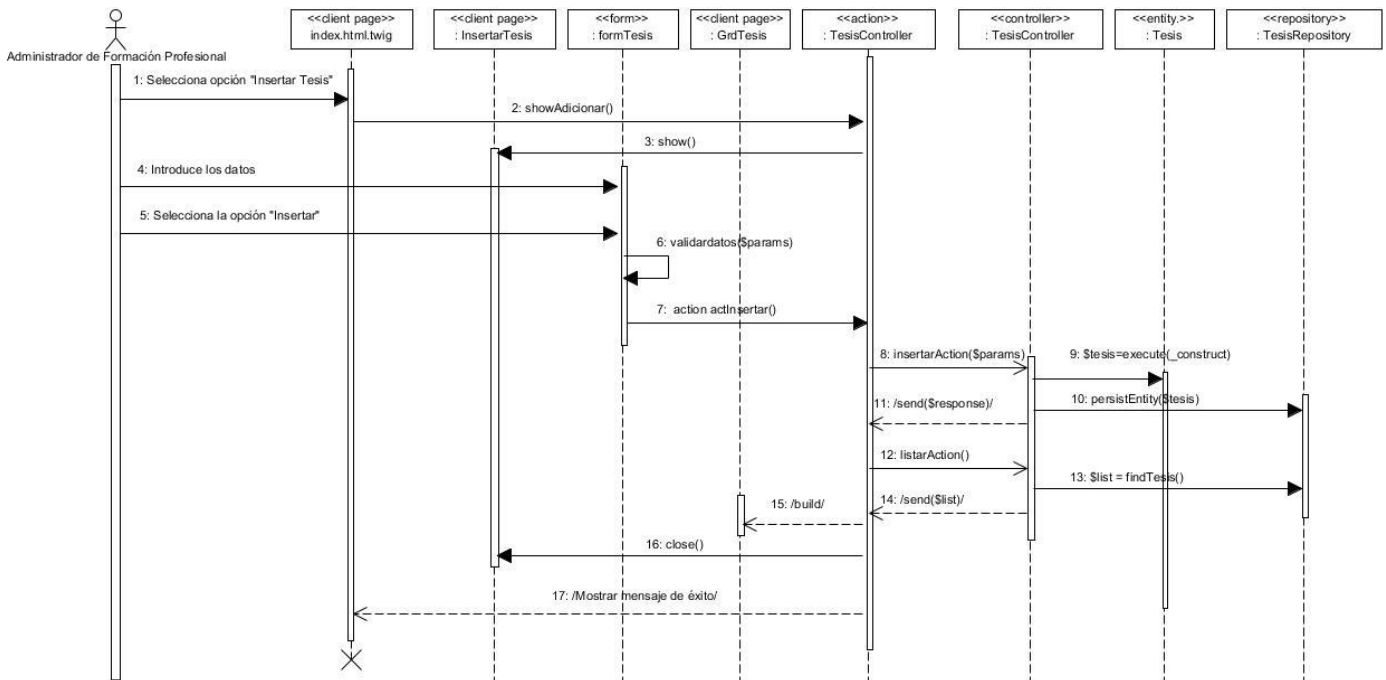 <<client page>>
index.html.twig
<<client page>>
: InsertarTesis
<<form>>
: formTesis
<<client page>>
: GrdTesis
<<action>>
: TesisController
<<controller>>
: TesisController
<<entity.>>
: Tesis
<<repository>>
: TesisRepository
Administrador de Formación Profesional
1: Selecciona opción "Insertar Tesis"
2: showAdicionar()
3: show()
4: Introduce los datos
5: Selecciona la opción "Insertar"
6: validardatos($params)
7: action actInsertar()
8: insertarAction($params)
9: $tesis=execute(_construct)
10: persistEntity($tesis)
11: /send($response)/
12: listarAction()
13: $list = findTesis()
14: /send($list)/
15: /build/
16: close()
17: /Mostrar mensaje de éxito/